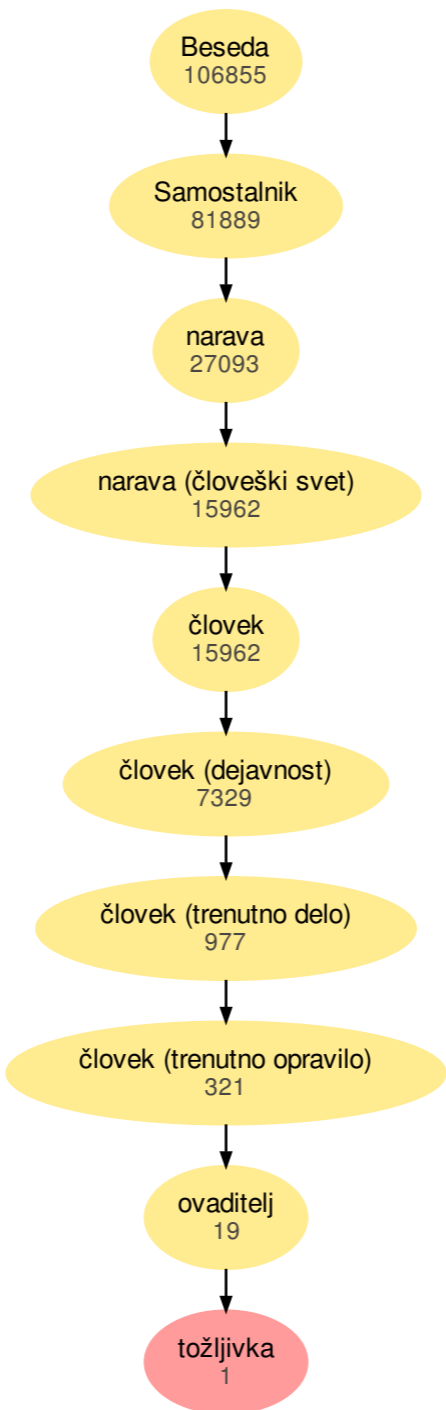 Beseda
106855
Samostalnik
81889
narava
27093
narava (človeški svet)
15962
človek
15962
človek (dejavnost)
7329
človek (trenutno delo)
977
človek (trenutno opravilo)
321
ovaditelj
19
tožljivka
1